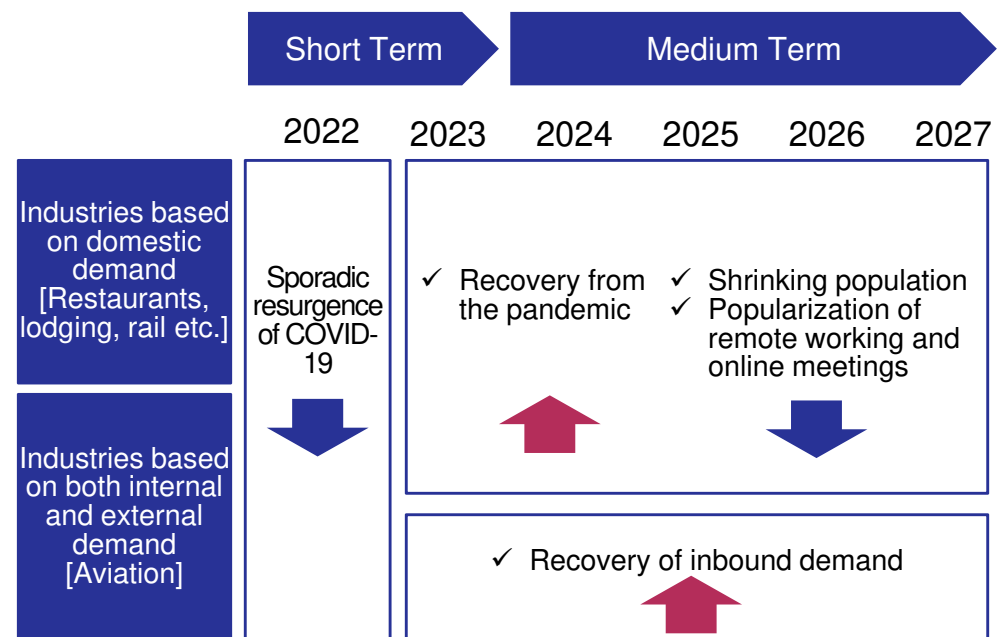 Short Term
Medium Term
2022
2023
2024
2025
2026
2027
Industries based
on domestic
demand
[Restaurants,
lodging, rail etc.]
Sporadic
resurgence
of COVID-
19
✓ Recovery from
the pandemic
✓ Shrinking population
✓ Popularization of
remote working and
online meetings
Industries based
on both internal
and external
demand
[Aviation]
✓ Recovery of inbound demand